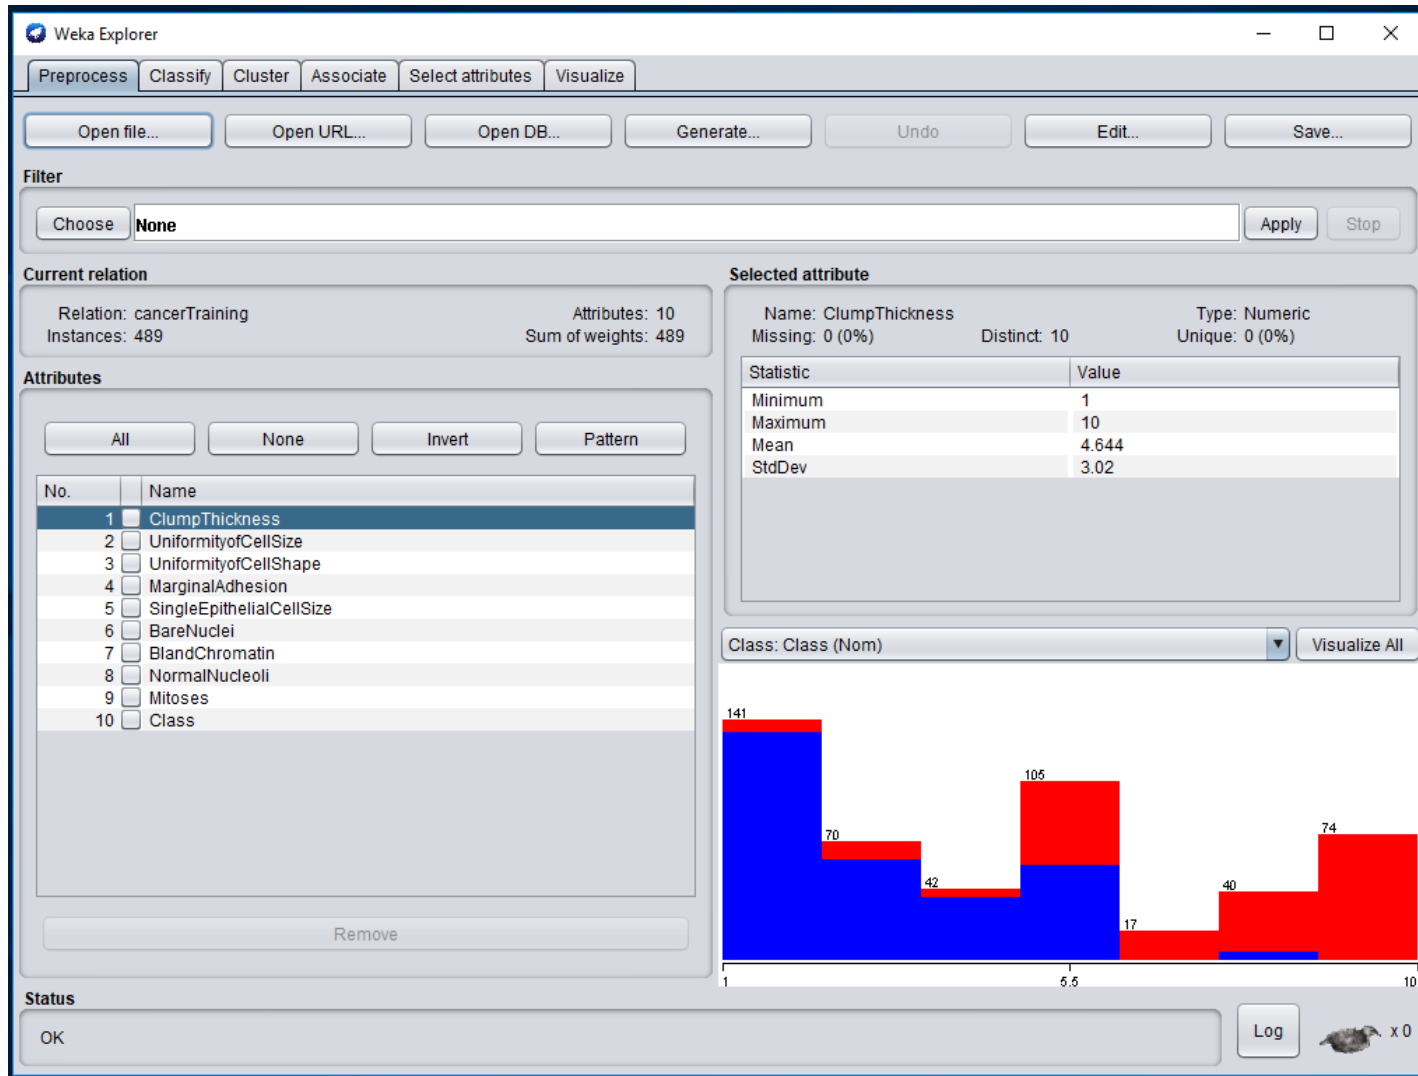 Weka Explorer
Preprocess Classify Cluster Associate Select attributes Visualize
Open file... Open URL... Open DB... Generate... Undo Edit... Save...
Filter
Choose None Apply Stop
Current relation
Relation: cancerTraining Attributes: 10
Instances: 489 Sum of weights: 489
Attributes
All None Invert Pattern
No. Name
1 ClumpThickness
2 UniformityofCellSize
3 UniformityofCellShape
4 MarginalAdhesion
5 SingleEpithelialCellSize
6 BareNuclei
7 BlandChromatin
8 NormalNucleoli
9 Mitoses
10 Class
Remove
Selected attribute
Name: ClumpThickness Type: Numeric
Missing: 0 (0%) Distinct: 10 Unique: 0 (0%)
Statistic Value
Minimum 1
Maximum 10
Mean 4.644
StdDev 3.02
Class: Class (Nom) Visualize All
141
70
42
105
17
40
74
1 5.5 10
Status
OK
Log x 0